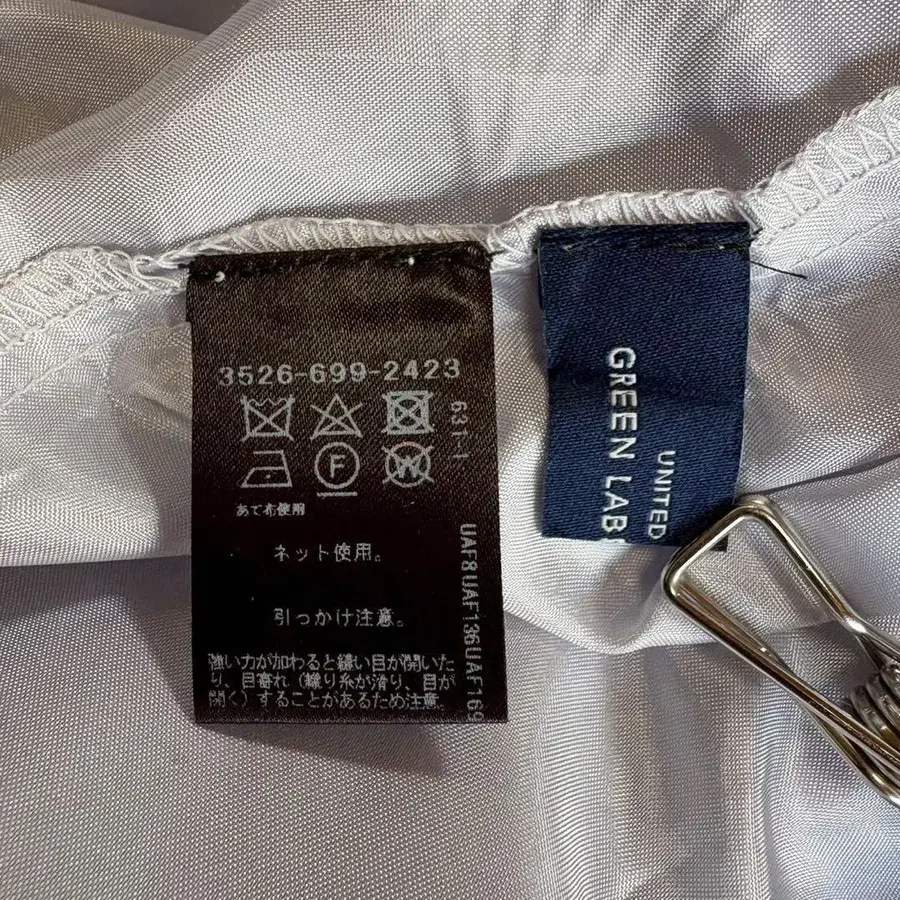 3526-699-2423
631-1
F
W
あて布使用
ネット使用。
引っかけ注意。
強い力が加わると縫い目が開いた
り、目寄れ（織り糸が滑り、目が
開く）することがあるため注意
UAF8UAF136UAF169
UNITED
GREEN LAB